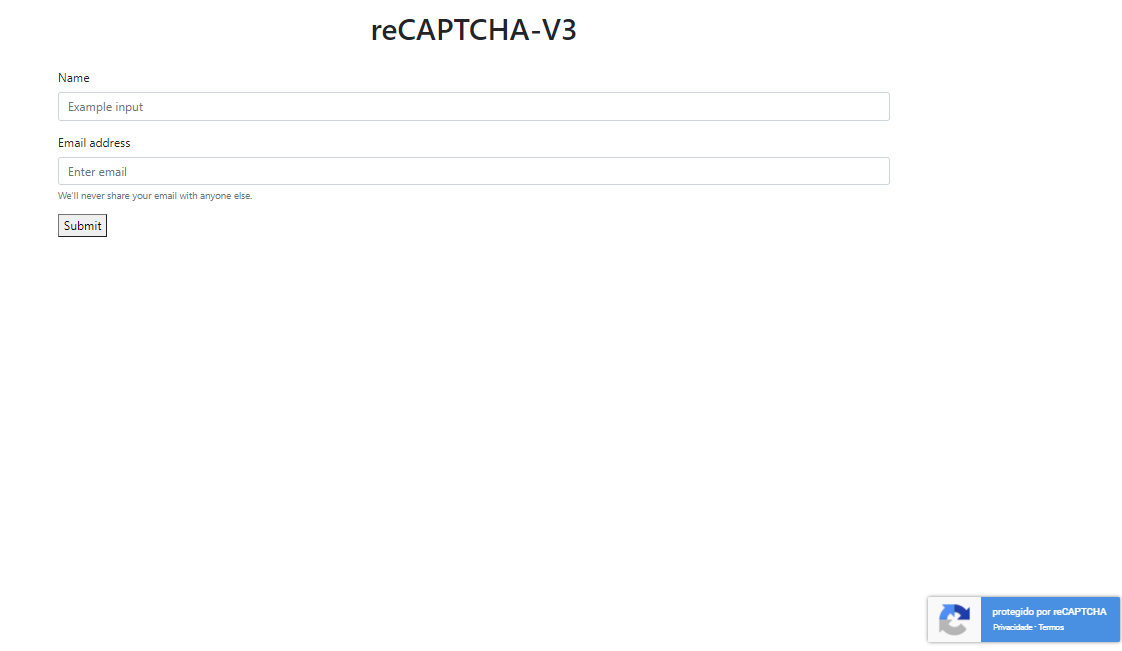 reCAPTCHA-V3
Name
Example input
Email address
Enter email
We'll never share your email with anyone else.
Submit
protegido por reCAPTCHA
Privacidade - Termos